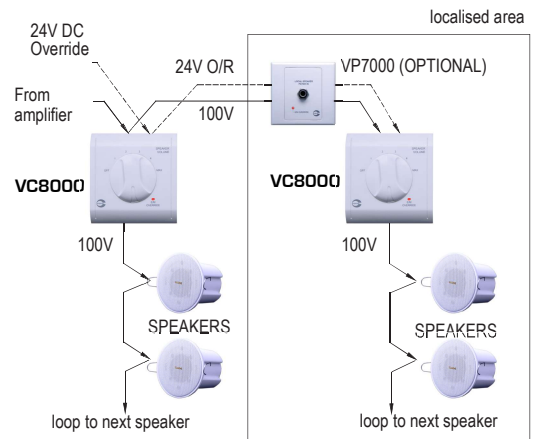 localised area
24V DC
Override
24V O/R
VP7000 (OPTIONAL)
From
amplifier
100V
VC8000
VC8000
100V
100V
SPEAKERS
SPEAKERS
loop to next speaker
loop to next speaker